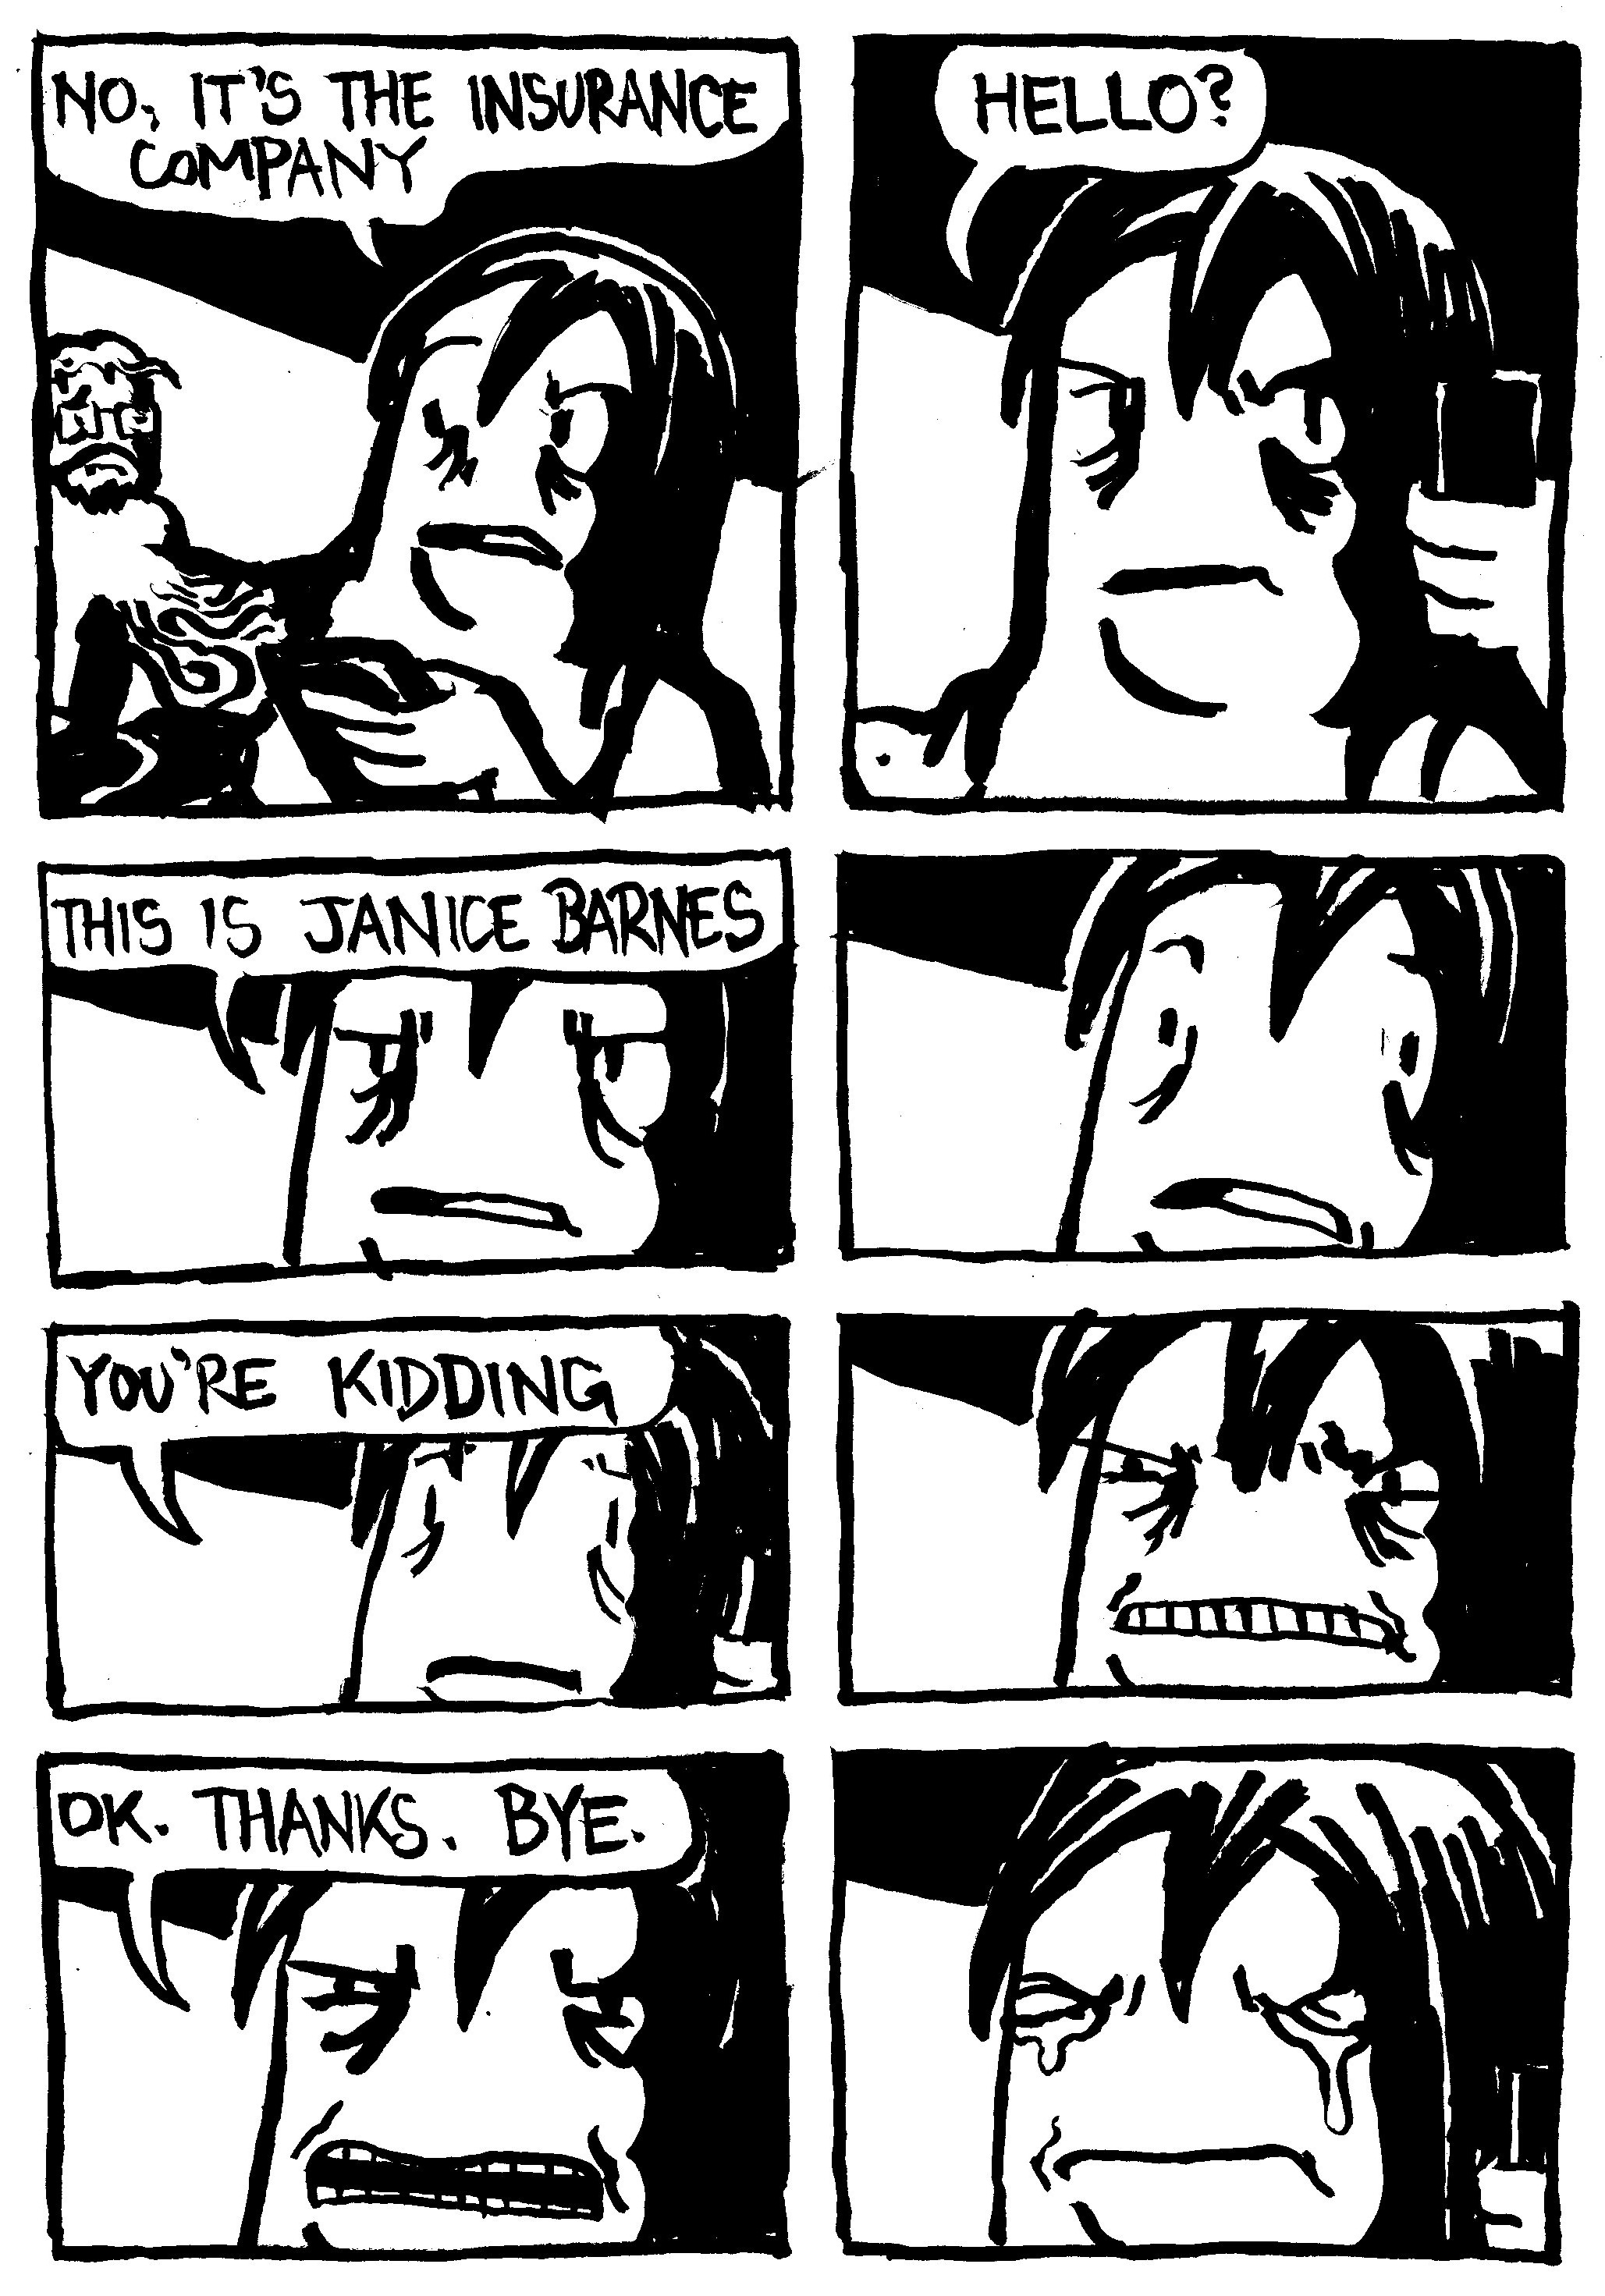 NO, IT'S THE INSURANCE
COMPANY
HELLO?
THIS IS JANICE BARNES
YOU'RE KIDDING
OK. THANKS. BYE.